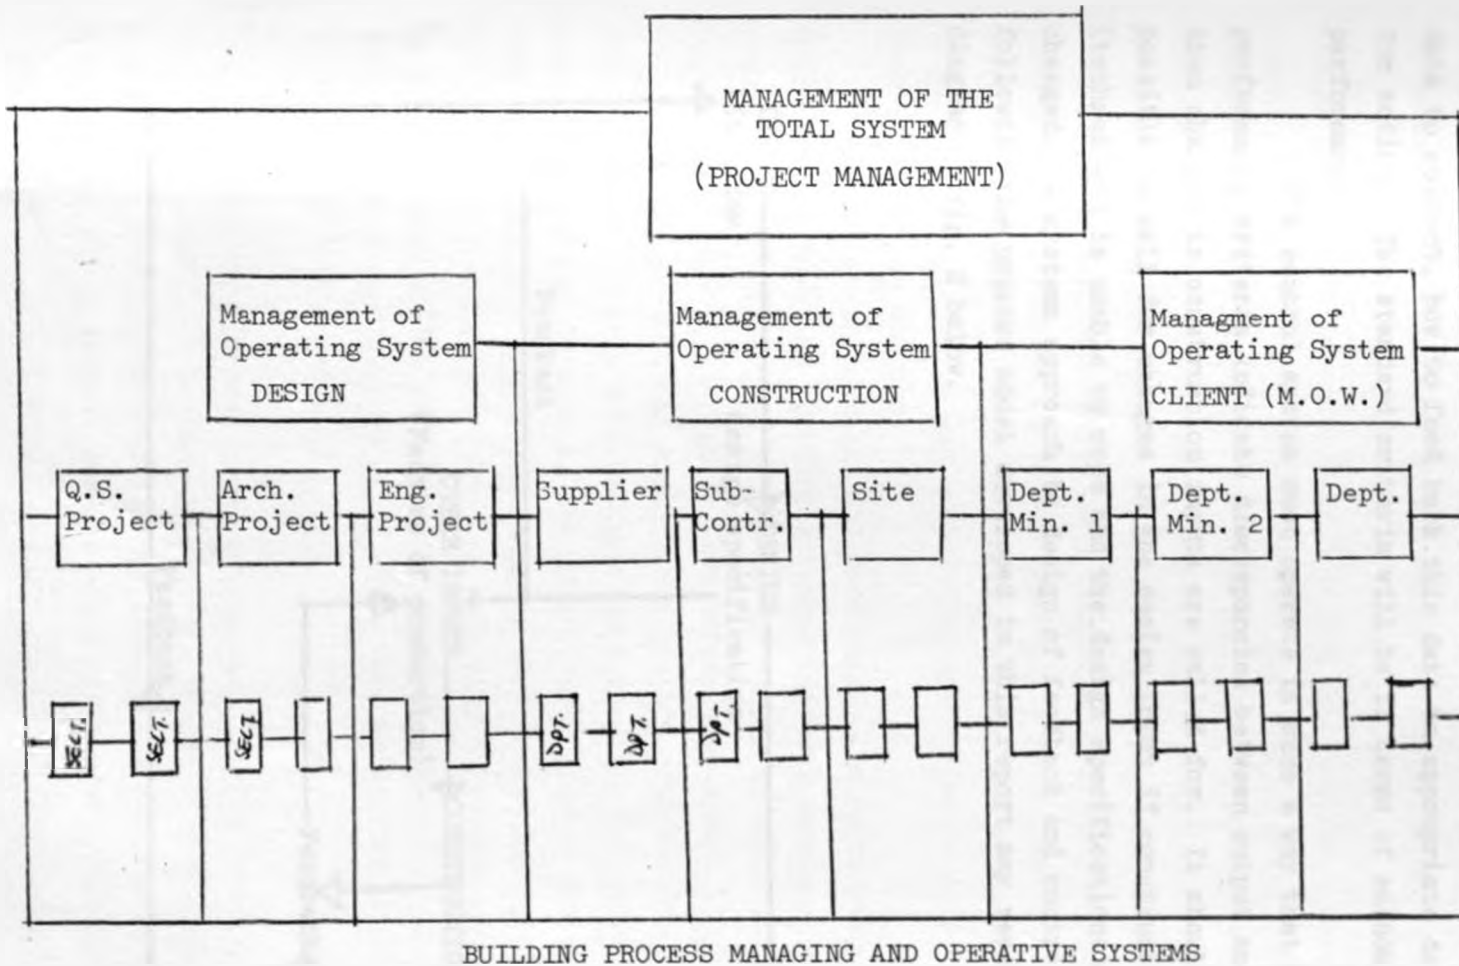 MANAGEMENT OF THE
TOTAL SYSTEM
(PROJECT MANAGEMENT)
Management of
Operating System
DESIGN
Management of
Operating System
CONSTRUCTION
Managment of
Operating System
CLIENT (M.O.W.)
Q.S.
Project
Arch.
Project
Eng.
Project
Supplier
Sub-
Contr.
Site
Dept.
Min. 1
Dept.
Min. 2
Dept.
SECT.
SECT.
SECT.
DPT.
DPT.
DPT.
BUILDING PROCESS MANAGING AND OPERATIVE SYSTEMS